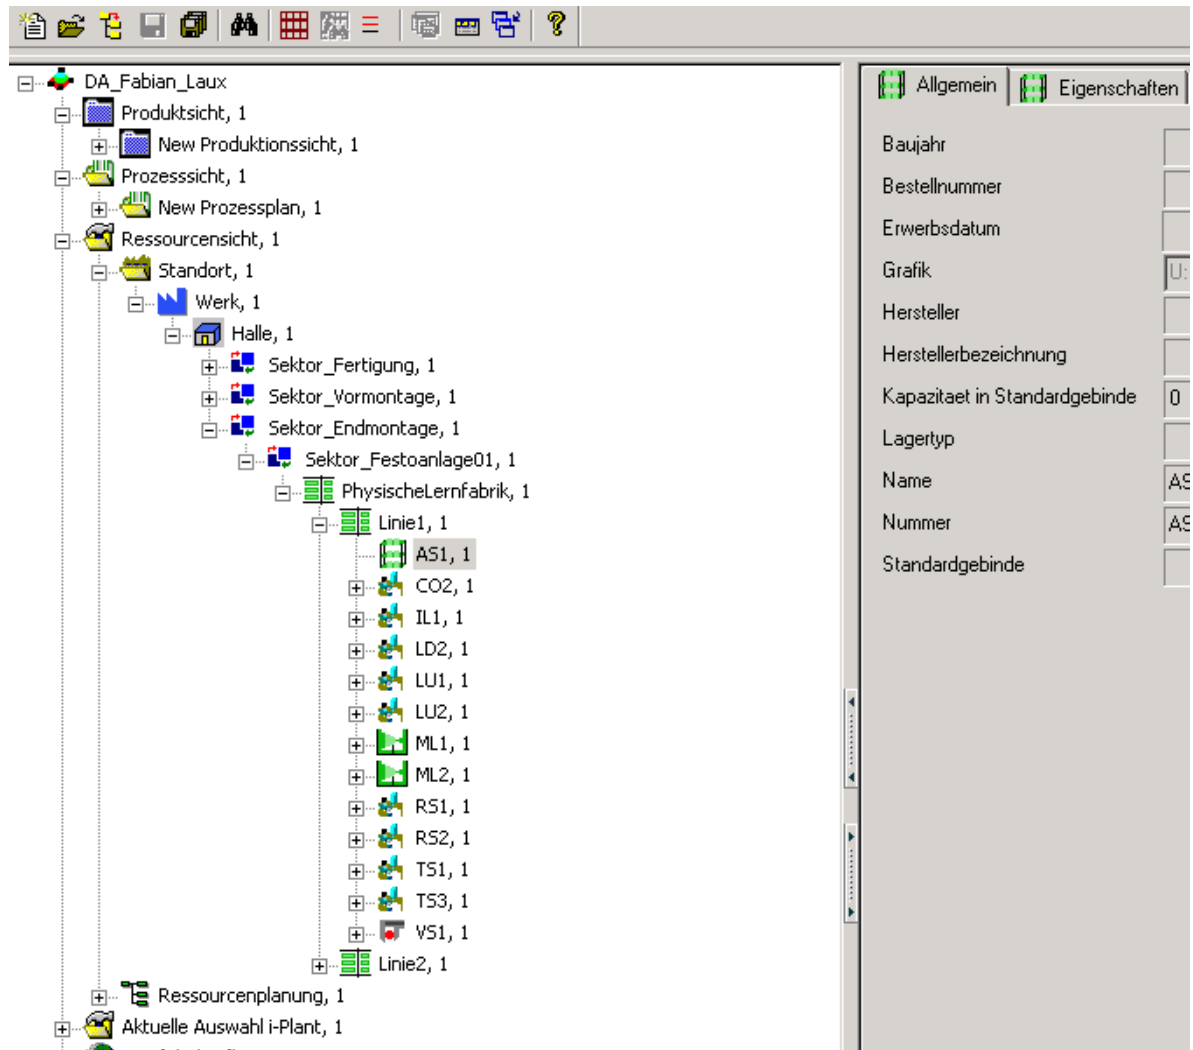 DA_Fabian_Laux
Produktsicht, 1
New Produktionssicht, 1
Prozesssicht, 1
New Prozessplan, 1
Ressourcensicht, 1
Standort, 1
Werk, 1
Halle, 1
Sektor_Fertigung, 1
Sektor_Vormontage, 1
Sektor_Endmontage, 1
Sektor_Festoanlage01, 1
PhysischeLernfabrik, 1
Linie1, 1
AS1, 1
CO2, 1
IL1, 1
LD2, 1
LU1, 1
LU2, 1
ML1, 1
ML2, 1
RS1, 1
RS2, 1
TS1, 1
TS3, 1
VS1, 1
Linie2, 1
Ressourcenplanung, 1
Aktuelle Auswahl i-Plant, 1
Allgemein Eigenschaften
Baujahr
Bestellnummer
Erwerbsdatum
Grafik U:
Hersteller
Herstellerbezeichnung
Kapazitaet in Standardgebinde 0
Lagertyp
Name AS
Nummer AS
Standardgebinde